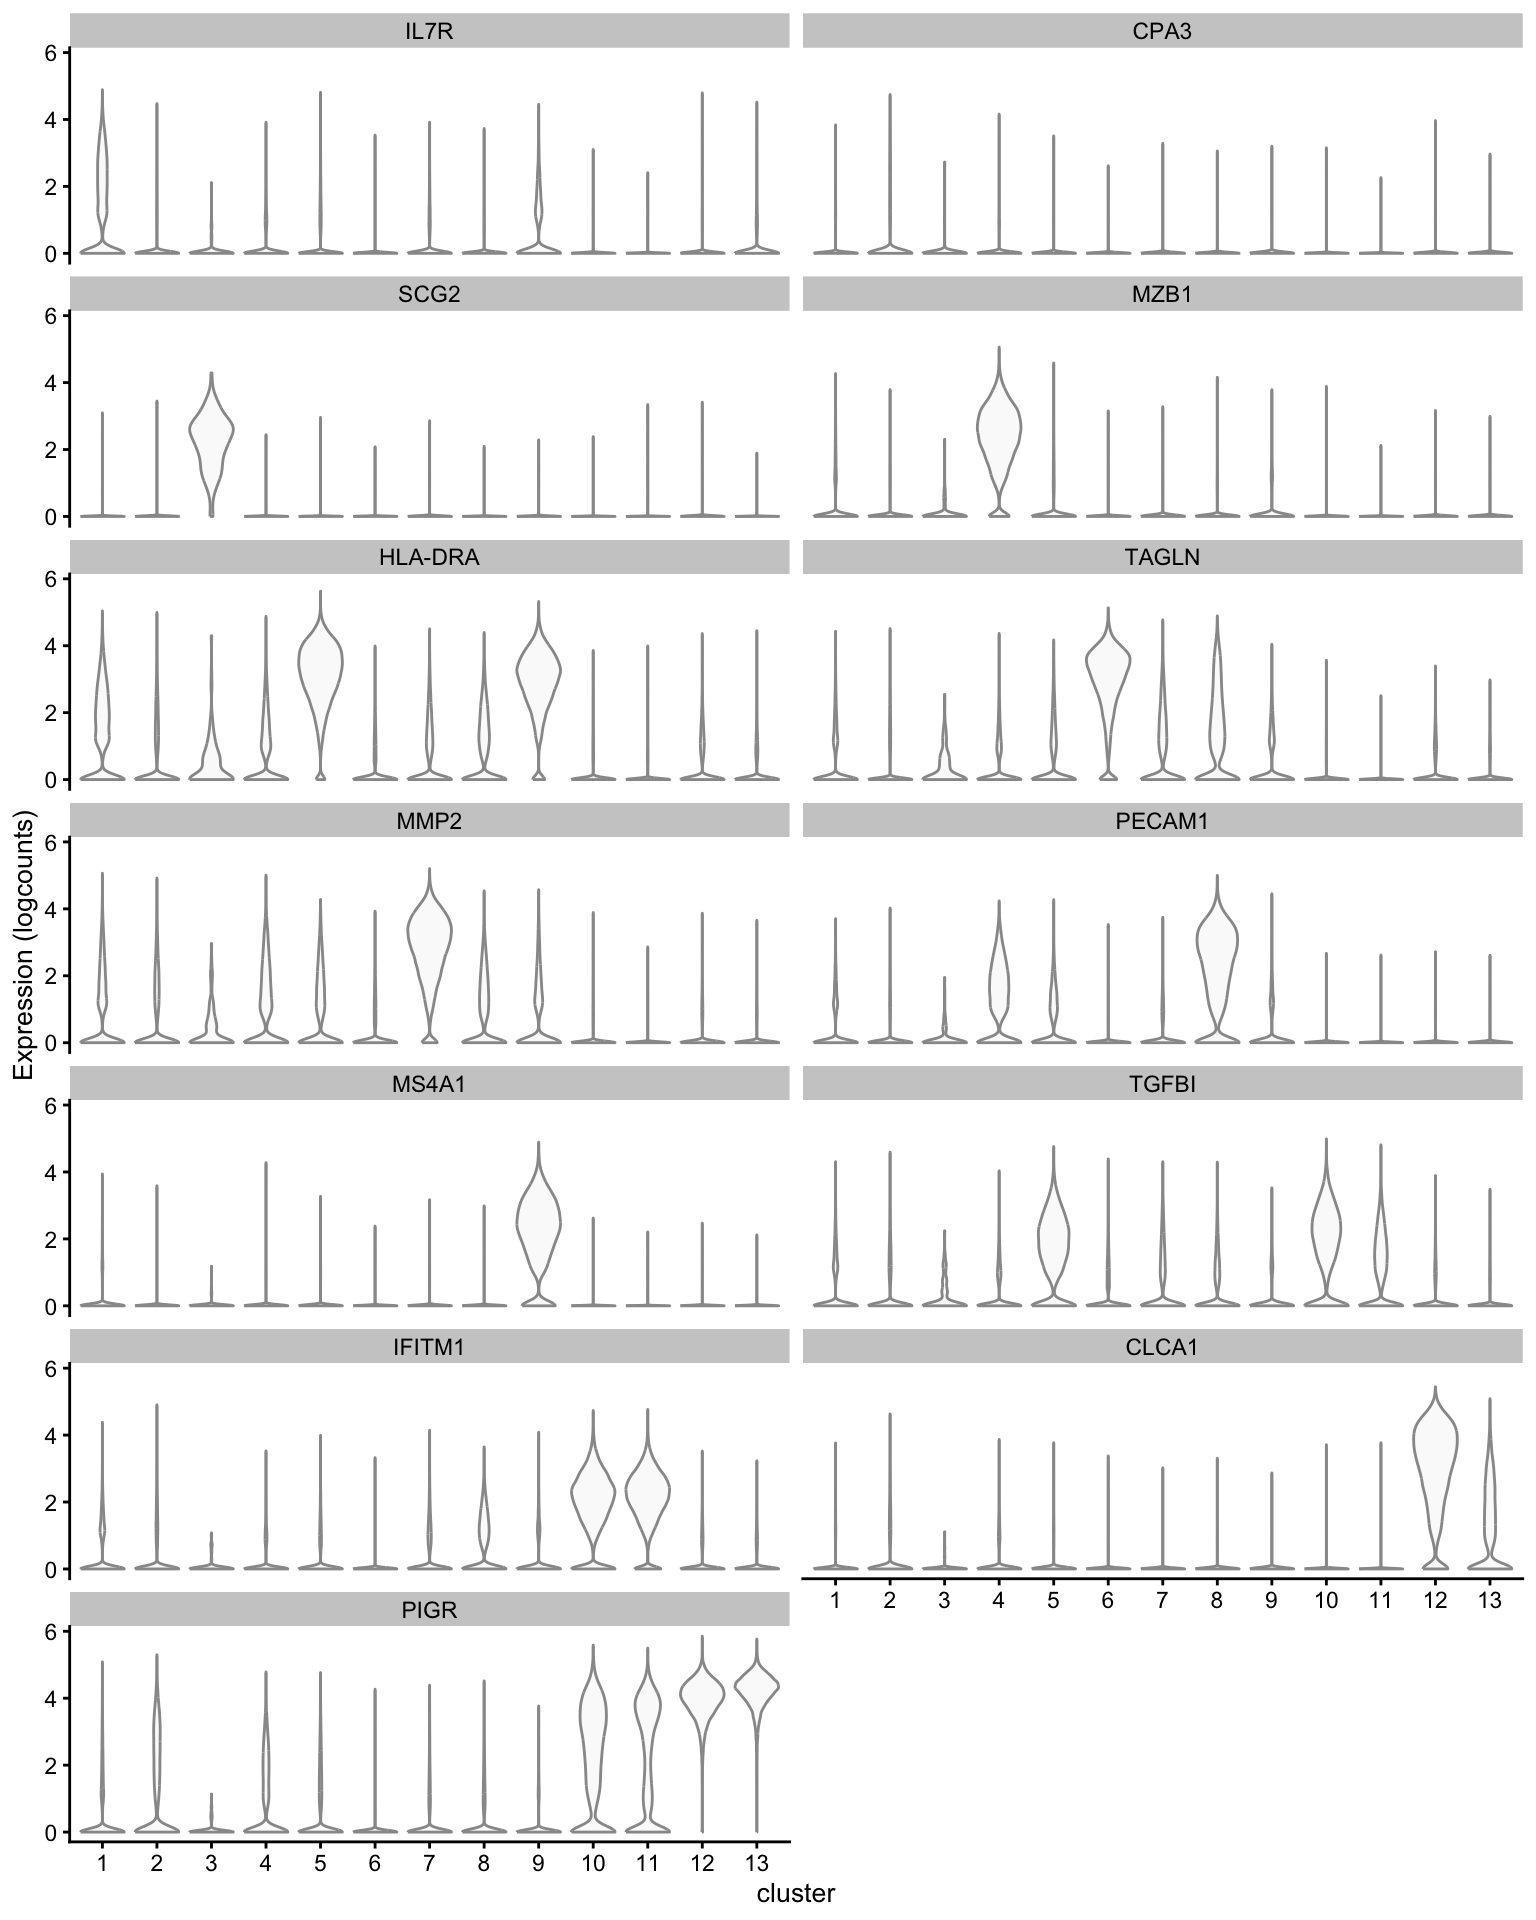 IL7R
CPA3
6
4
2
0
SCG2
MZB1
6
4
2
0
HLA-DRA
TAGLN
6
4
2
0
MMP2
PECAM1
6
4
2
0
Expression (logcounts)
MS4A1
TGFBI
6
4
2
0
IFITM1
CLCA1
6
4
2
0
1 2 3 4 5 6 7 8 9 10 11 12 13
PIGR
6
4
2
0
1 2 3 4 5 6 7 8 9 10 11 12 13
cluster